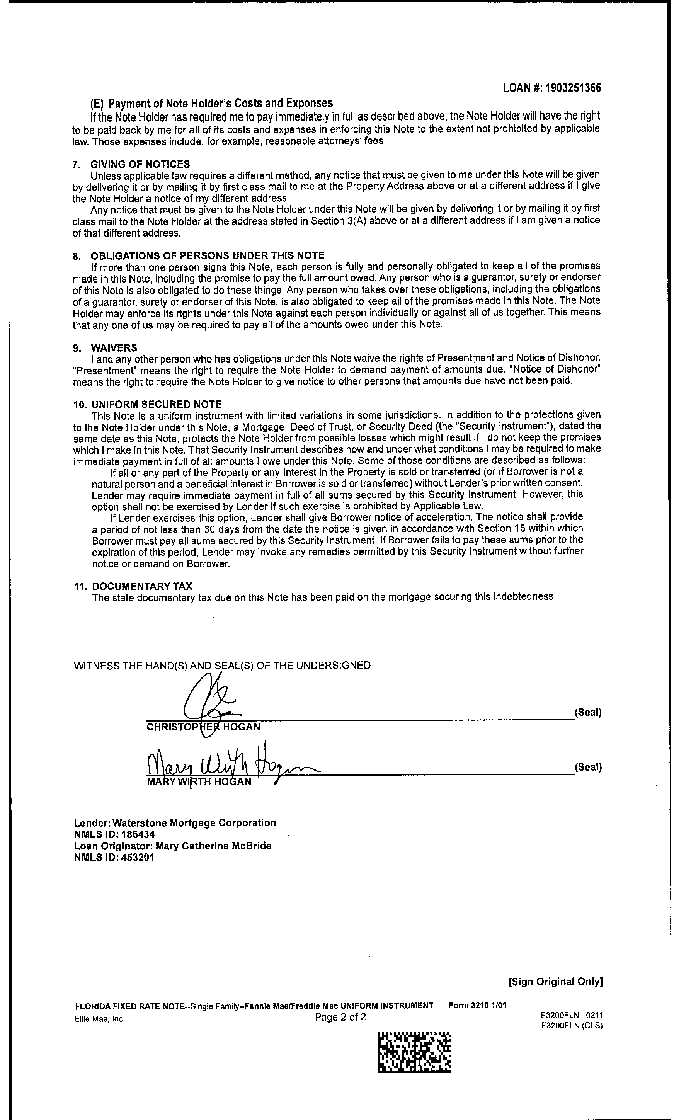 LOAN #: 1903251366
(E) Payment of Note Holder's Costs and Expenses
If the Note Holder has required me to pay immediately in full as described above, the Note Holder will have the right
to be paid back by me for all of its costs and expenses in enforcing this Note to the extent not prohibited by applicable
law. Those expenses include, for example, reasonable attorneys' fees
7. GIVING OF NOTICES
Unless applicable law requires a different method, any notice that must be given to me under this Note will be given
by delivering it or by mailing it by first class mail to me at the Property Address above or at a different address if I give
the Note Holder a notice of my different address
Any notice that must be given to the Note Holder under this Note will be given by delivering it or by mailing it by first
class mail to the Note Holder at the address stated in Section 3(A) above or at a different address if I am given a notice
of that different address.
8. OBLIGATIONS OF PERSONS UNDER THIS NOTE
If more than one person signs this Note, each person is fully and personally obligated to keep all of the promises
made in this Note, including the promise to pay the full amount owed. Any person who is a guarantor, surety or endorser
of this Note is also obligated to do these things. Any person who takes over these obligations, including the obligations
of a guarantor, surety or endorser of this Note, is also obligated to keep all of the promises made in this Note. The Note
Holder may enforce its rights under this Note against each person individually or against all of us together. This means
that any one of us may be required to pay all of the amounts owed under this Note.
9. WAIVERS
I and any other person who has obligations under this Note waive the rights of Presentment and Notice of Dishonor.
"Presentment" means the right to require the Note Holder to demand payment of amounts due. "Notice of Dishonor"
means the right to require the Note Holder to give notice to other persons that amounts due have not been paid.
10. UNIFORM SECURED NOTE
This Note is a uniform instrument with limited variations in some jurisdictions. In addition to the protections given
to the Note Holder under this Note, a Mortgage, Deed of Trust, or Security Deed (the "Security Instrument"), dated the
same date as this Note, protects the Note Holder from possible losses which might result if I do not keep the promises
which I make in this Note. That Security Instrument describes how and under what conditions I may be required to make
immediate payment in full of all amounts I owe under this Note. Some of those conditions are described as follows:
If all or any part of the Property or any Interest in the Property is sold or transferred (or if Borrower is not a
natural person and a beneficial interest in Borrower is sold or transferred) without Lender's prior written consent,
Lender may require immediate payment in full of all sums secured by this Security Instrument. However, this
option shall not be exercised by Lender if such exercise is prohibited by Applicable Law.
If Lender exercises this option, Lender shall give Borrower notice of acceleration. The notice shall provide
a period of not less than 30 days from the date the notice is given in accordance with Section 15 within which
Borrower must pay all sums secured by this Security Instrument. If Borrower fails to pay these sums prior to the
expiration of this period, Lender may invoke any remedies permitted by this Security Instrument without further
notice or demand on Borrower.
11. DOCUMENTARY TAX
The state documentary tax due on this Note has been paid on the mortgage securing this indebtedness
WITNESS THE HAND(S) AND SEAL(S) OF THE UNDERSIGNED
(Seal)
CHRISTOPHER HOGAN
Mary Wirth Hogan
(Seal)
MARY WIRTH HOGAN
Lender: Waterstone Mortgage Corporation
NMLS ID: 186434
Loan Originator: Mary Catherine McBride
NMLS ID: 453291
[Sign Original Only]
FLORIDA FIXED RATE NOTE--Single Family--Fannie Mae/Freddie Mac UNIFORM INSTRUMENT Form 3210 1/01
Ellie Mae, Inc. Page 2 of 2 F3200FLN 0211
F3200FLN (CLS)